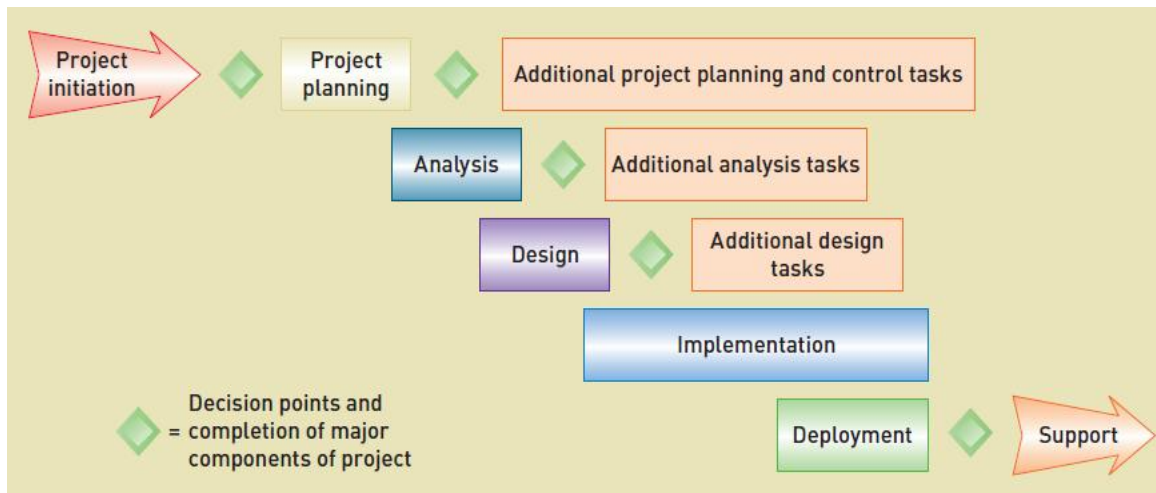 Project
initiation
Project
planning
Additional project planning and control tasks
Analysis
Additional analysis tasks
Design
Additional design
tasks
Implementation
Decision points and
= completion of major
components of project
Deployment
Support